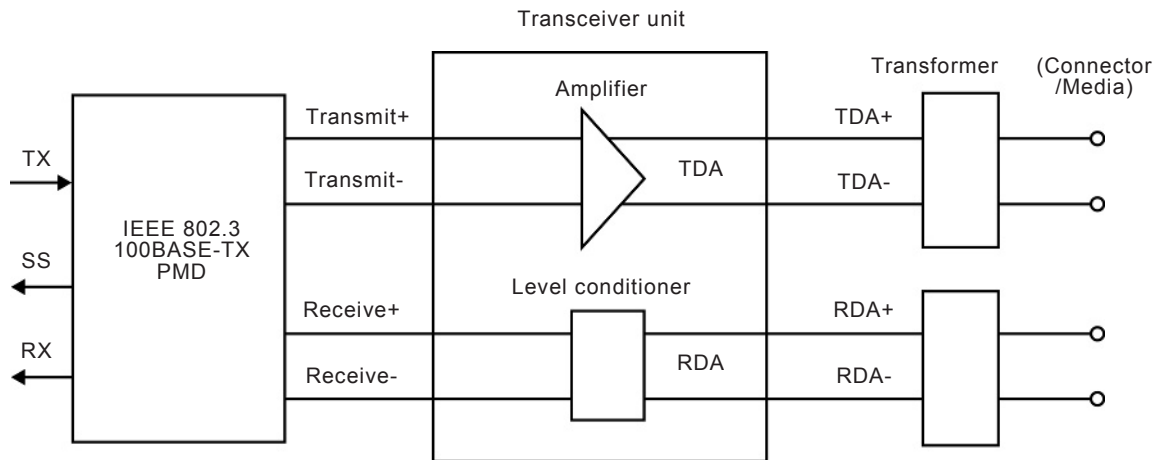 Transceiver unit
Transformer
(Connector
/Media)
Amplifier
Transmit+
TDA+
TX
Transmit-
TDA
TDA-
IEEE 802.3
100BASE-TX
PMD
SS
Level conditioner
Receive+
RDA+
RX
Receive-
RDA
RDA-